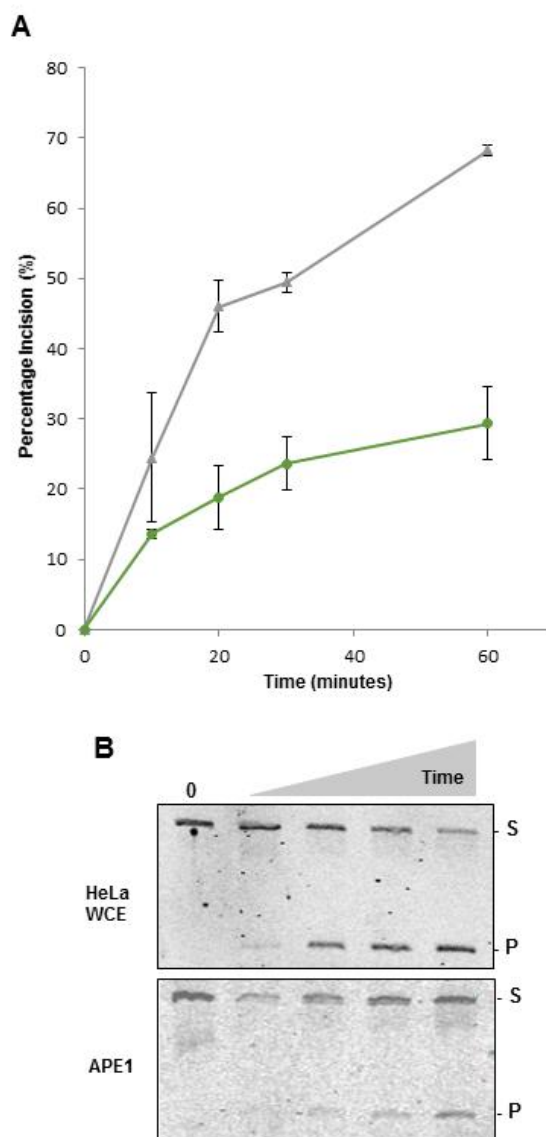 A
80
70
60
50
40
30
20
10
0
Percentage Incision (%)
0 20 40 60
Time (minutes)
B
0 Time
HeLa
WCE
- S
- P
APE1
- S
- P